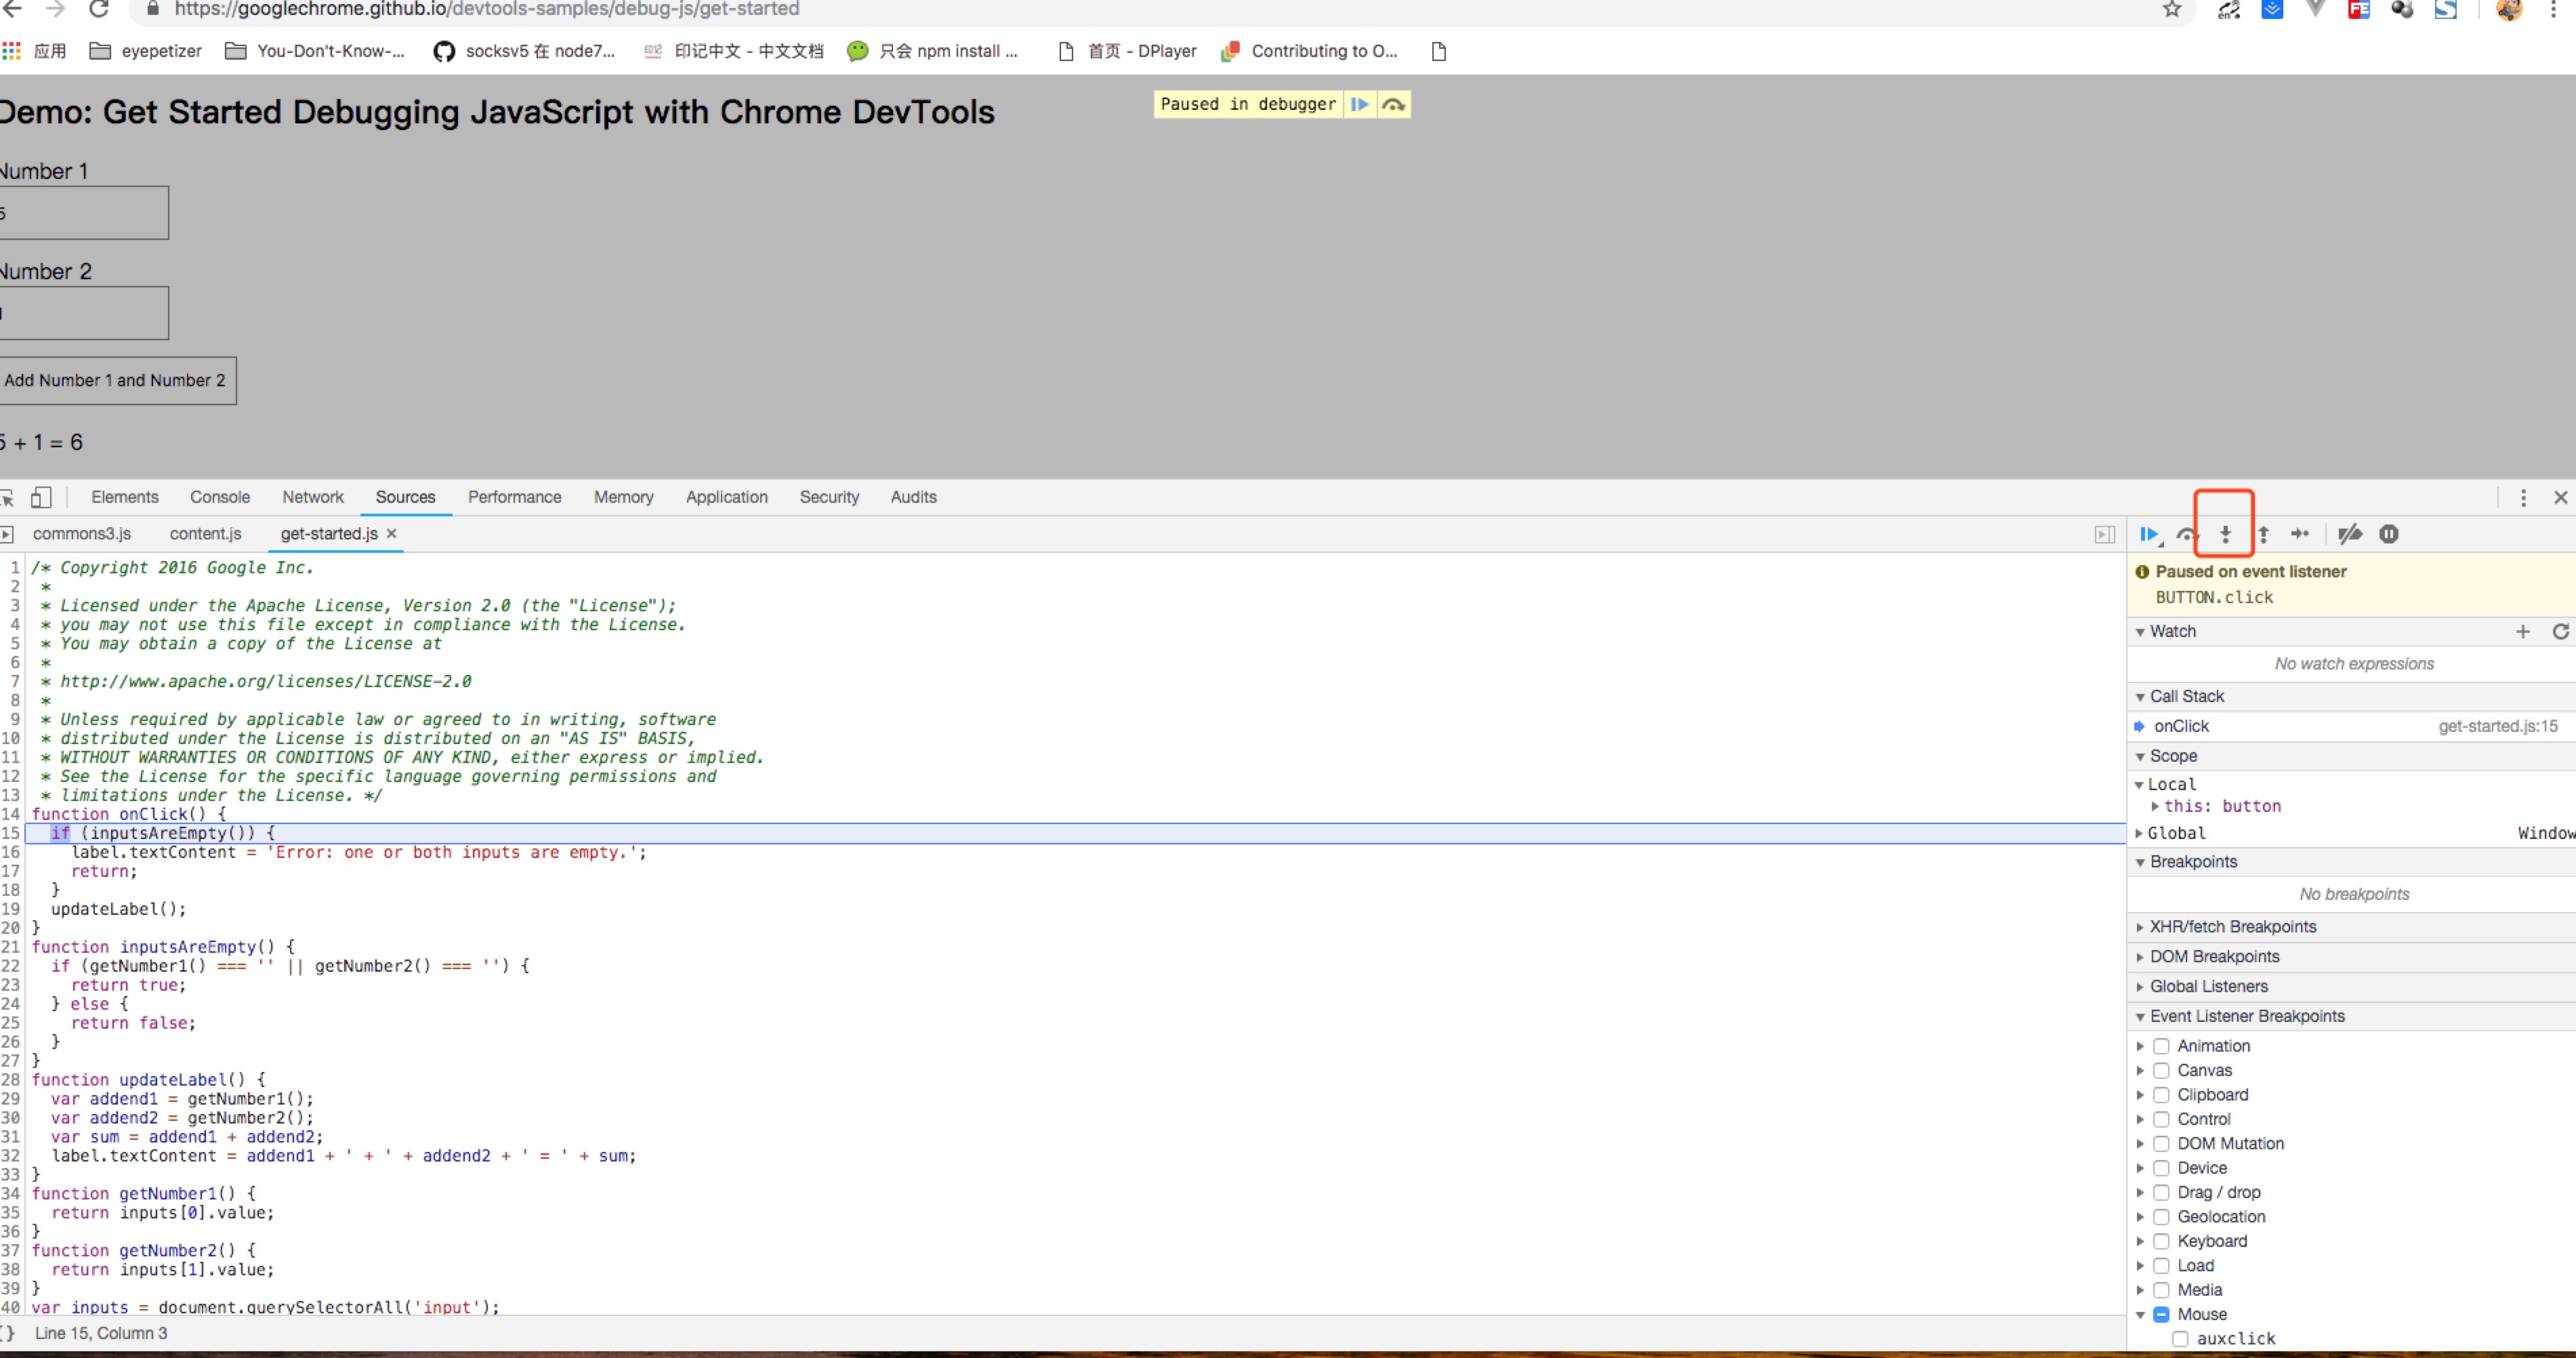 https://googlechrome.github.io/devtools-samples/debug-js/get-started
应用 eyepetizer You-Don't-Know-... socksv5 在 node7... 印记中文 - 中文文档 只会 npm install ... 首页 - DPlayer Contributing to O...
Demo: Get Started Debugging JavaScript with Chrome DevTools
Paused in debugger
Number 1
5
Number 2
1
Add Number 1 and Number 2
5 + 1 = 6
Elements Console Network Sources Performance Memory Application Security Audits
commons3.js content.js get-started.js
1 /* Copyright 2016 Google Inc.
2 *
3 * Licensed under the Apache License, Version 2.0 (the "License");
4 * you may not use this file except in compliance with the License.
5 * You may obtain a copy of the License at
6 *
7 * http://www.apache.org/licenses/LICENSE-2.0
8 *
9 * Unless required by applicable law or agreed to in writing, software
10 * distributed under the License is distributed on an "AS IS" BASIS,
11 * WITHOUT WARRANTIES OR CONDITIONS OF ANY KIND, either express or implied.
12 * See the License for the specific language governing permissions and
13 * limitations under the License. */
14 function onClick() {
15 if (inputsAreEmpty()) {
16 label.textContent = 'Error: one or both inputs are empty.';
17 return;
18 }
19 updateLabel();
20 }
21 function inputsAreEmpty() {
22 if (getNumber1() === '' || getNumber2() === '') {
23 return true;
24 } else {
25 return false;
26 }
27 }
28 function updateLabel() {
29 var addend1 = getNumber1();
30 var addend2 = getNumber2();
31 var sum = addend1 + addend2;
32 label.textContent = addend1 + ' + ' + addend2 + ' = ' + sum;
33 }
34 function getNumber1() {
35 return inputs[0].value;
36 }
37 function getNumber2() {
38 return inputs[1].value;
39 }
40 var inputs = document.querySelectorAll('input');
{} Line 15, Column 3
Paused on event listener
BUTTON.click
Watch
No watch expressions
Call Stack
onClick get-started.js:15
Scope
Local
this: button
Global Window
Breakpoints
No breakpoints
XHR/fetch Breakpoints
DOM Breakpoints
Global Listeners
Event Listener Breakpoints
Animation
Canvas
Clipboard
Control
DOM Mutation
Device
Drag / drop
Geolocation
Keyboard
Load
Media
Mouse
auxclick